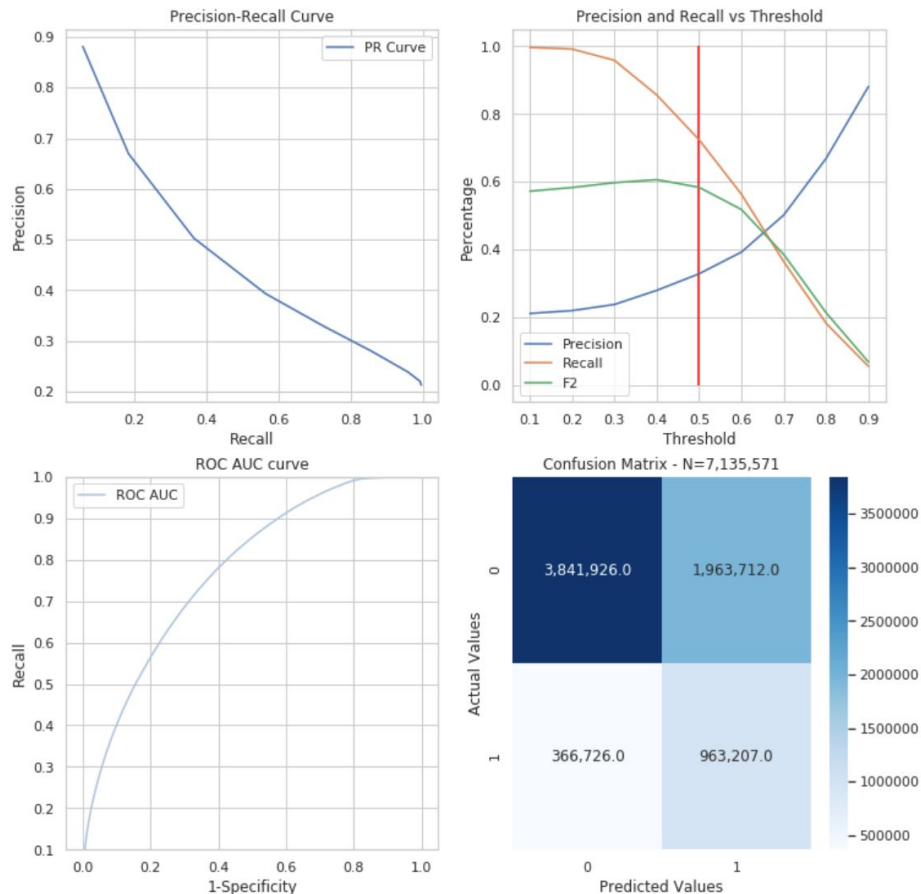 Precision-Recall Curve
0.9
0.8
0.7
0.6
0.5
0.4
0.3
0.2
Precision
PR Curve
0.2 0.4 0.6 0.8 1.0
Recall
Precision and Recall vs Threshold
1.0
0.8
0.6
0.4
0.2
0.0
Percentage
Precision
Recall
F2
0.1 0.2 0.3 0.4 0.5 0.6 0.7 0.8 0.9
Threshold
ROC AUC curve
1.0
0.9
0.8
0.7
0.6
0.5
0.4
0.3
0.2
0.1
Recall
ROC AUC
0.0 0.2 0.4 0.6 0.8 1.0
1-Specificity
Confusion Matrix - N=7,135,571
Actual Values
0
1
3,841,926.0 1,963,712.0
366,726.0 963,207.0
0 1
Predicted Values
3500000
3000000
2500000
2000000
1500000
1000000
500000